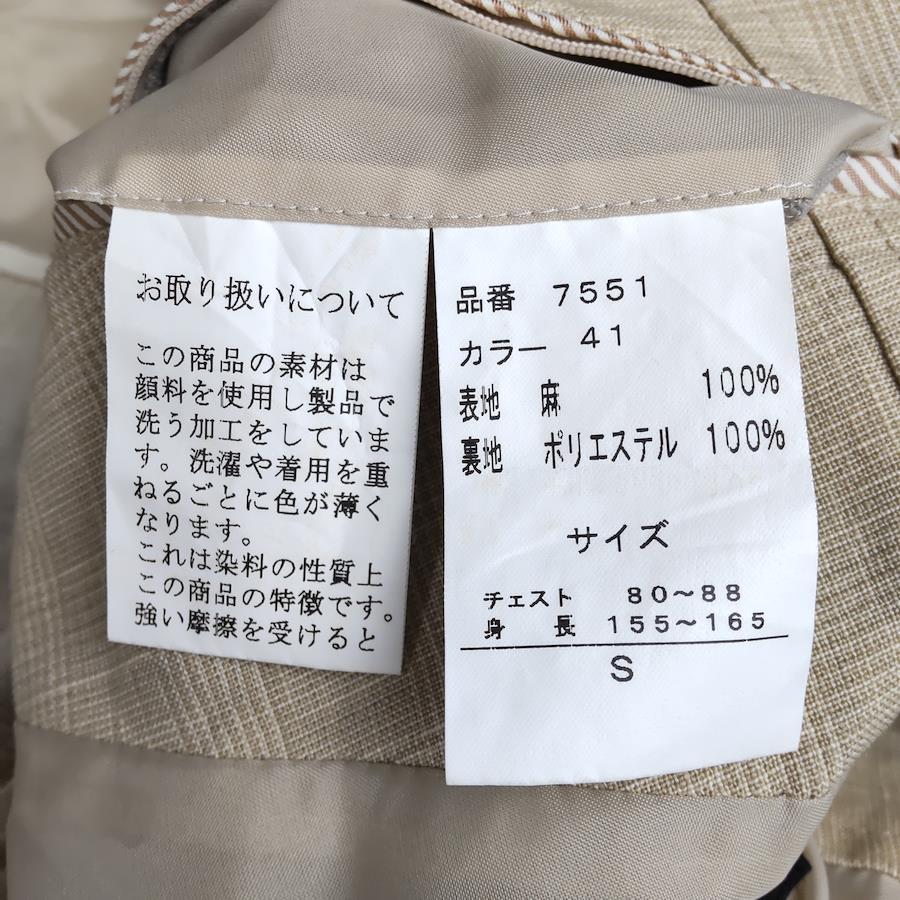 お取り扱いについて
この商品の素材は
顔料を使用し製品で
洗う加工をしていま
す。洗濯や着用を重
ねるごとに色が薄く
なります。
これは染料の性質上
この商品の特徴です。
強い摩擦を受けると
品番 7551
カラー 41
表地 麻 100%
裏地 ポリエステル 100%
サイズ
チェスト 80〜88
身長 155〜165
S